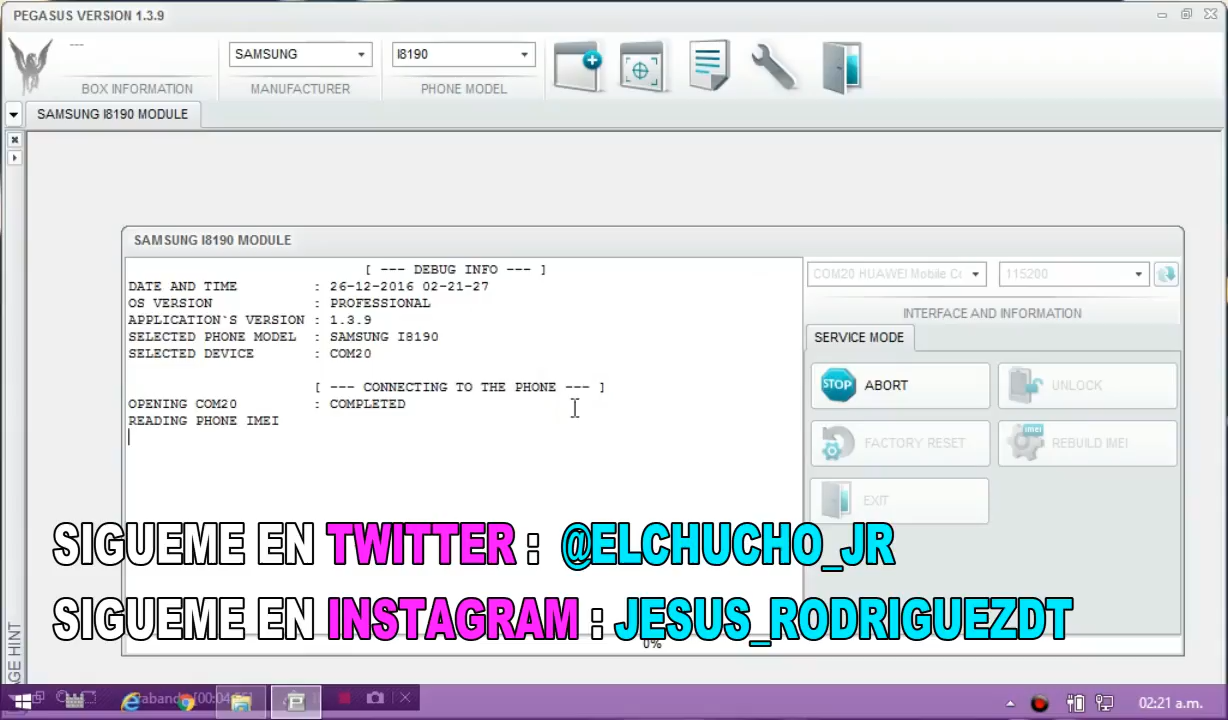 PEGASUS VERSION 1.3.9
---
SAMSUNG
I8190
BOX INFORMATION
MANUFACTURER
PHONE MODEL
SAMSUNG I8190 MODULE
SAMSUNG I8190 MODULE
[ --- DEBUG INFO --- ]
DATE AND TIME : 26-12-2016 02-21-27
OS VERSION : PROFESSIONAL
APPLICATION`S VERSION : 1.3.9
SELECTED PHONE MODEL : SAMSUNG I8190
SELECTED DEVICE : COM20
[ --- CONNECTING TO THE PHONE --- ]
OPENING COM20 : COMPLETED
READING PHONE IMEI
COM20 HUAWEI Mobile Co
115200
INTERFACE AND INFORMATION
SERVICE MODE
STOP
ABORT
UNLOCK
FACTORY RESET
imei
REBUILD IMEI
EXIT
SIGUEME EN TWITTER : @ELCHUCHO_JR
SIGUEME EN INSTAGRAM : JESUS_RODRIGUEZDT
0%
GE HINT
02:21 a.m.